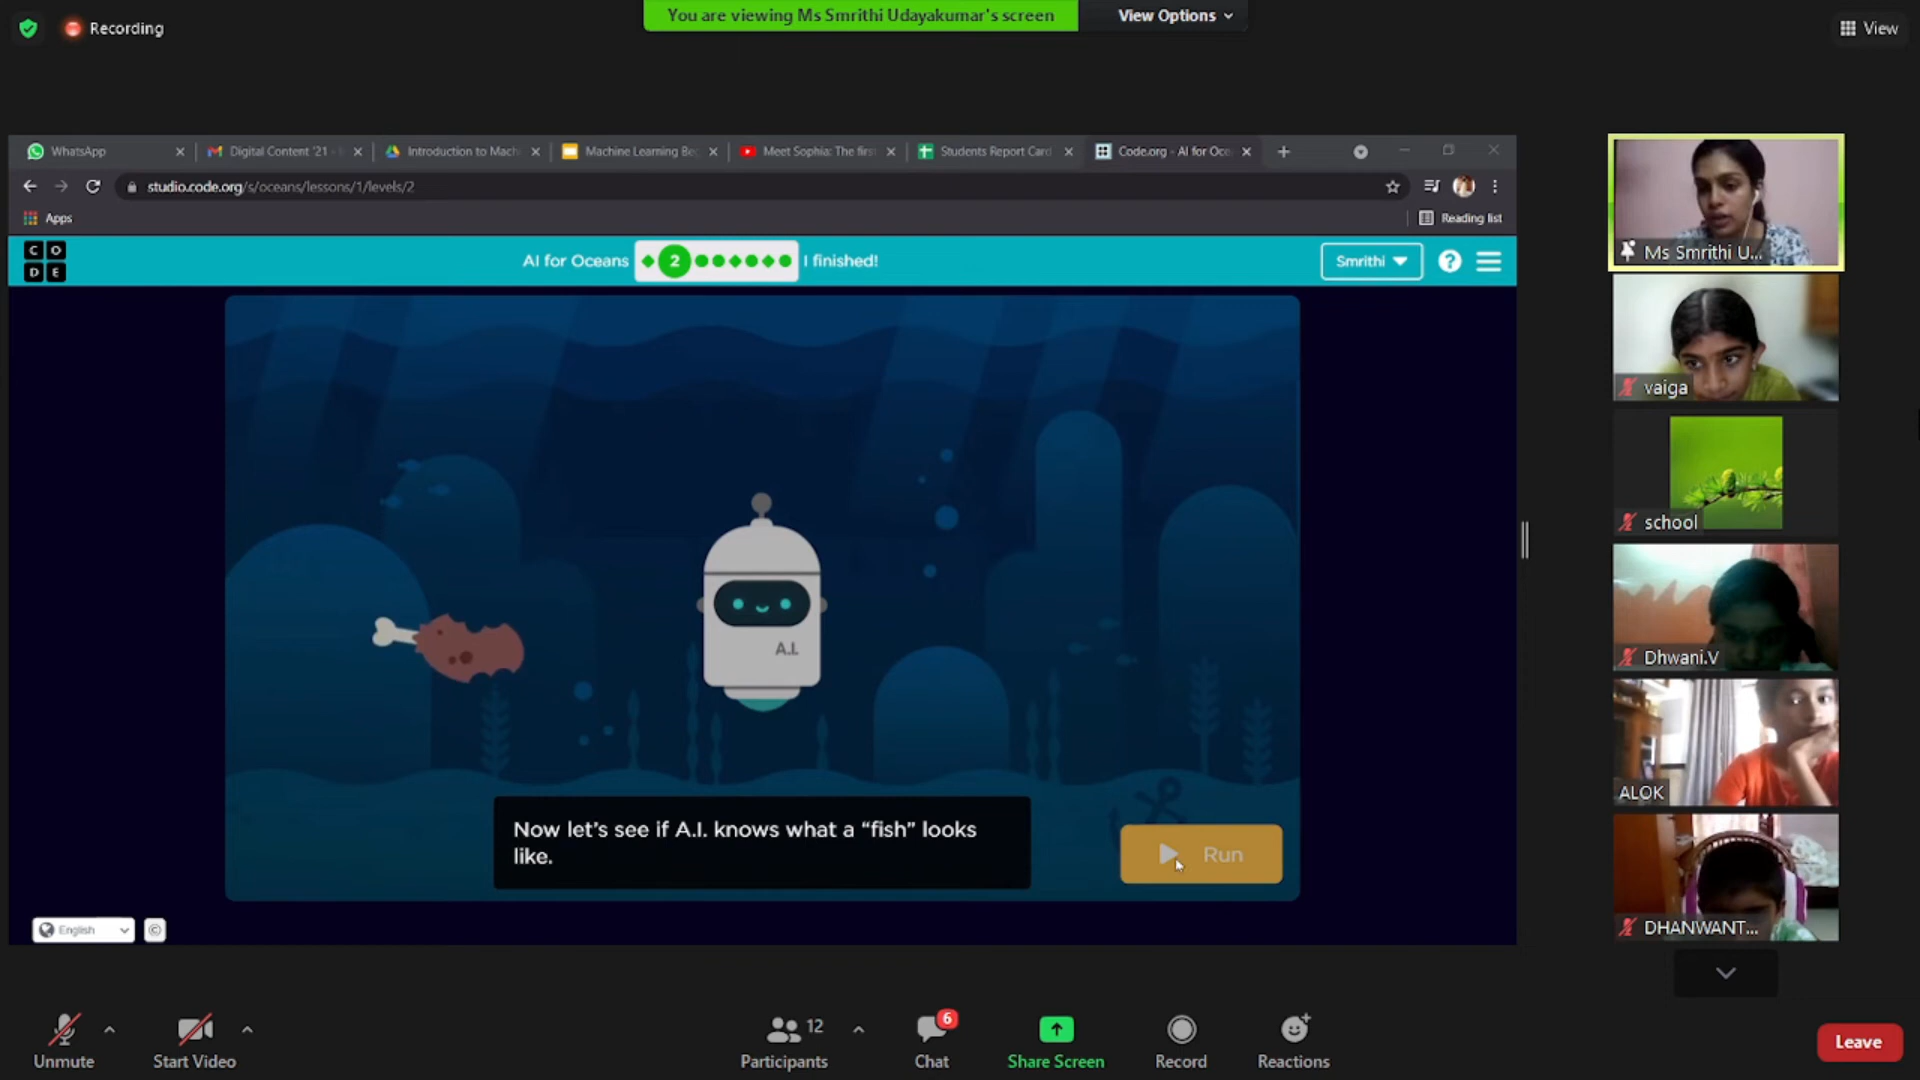 Recording
You are viewing Ms Smrithi Udayakumar's screen
View Options
View
WhatsApp
Digital Content '21 -
Introduction to Mach
Machine Learning Be
Meet Sophia: The first
Students Report Card
Code.org - AI for Oce
studio.code.org/s/oceans/lessons/1/levels/2
Apps
Reading list
CODE
AI for Oceans
2
I finished!
Smrithi
?
A.I.
Now let's see if A.I. knows what a "fish" looks
like.
Run
English
©
Ms Smrithi U...
vaiga
school
Dhwani.V
ALOK
DHANWANT...
Unmute
Start Video
12
Participants
6
Chat
Share Screen
Record
Reactions
Leave